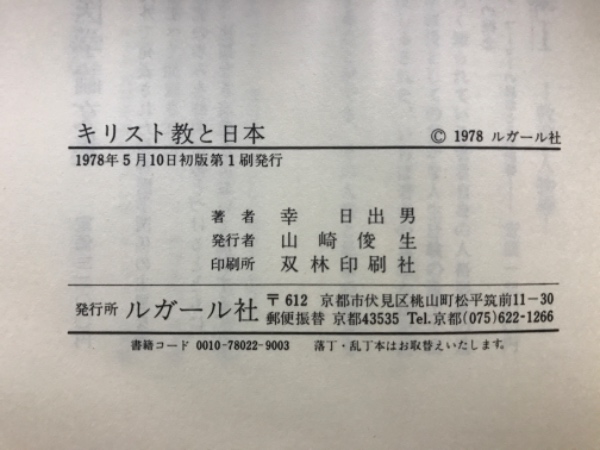 キリスト教と日本 © 1978 ルガール社
1978年5月10日初版第1刷発行
著者 幸 日出男
発行者 山崎俊生
印刷所 双林印刷社
発行所 ルガール社
〒612 京都市伏見区桃山町松平筑前11−30
郵便振替 京都43535 Tel.京都(075)622-1266
書籍コード 0010-78022-9003 落丁・乱丁本はお取替えいたします。